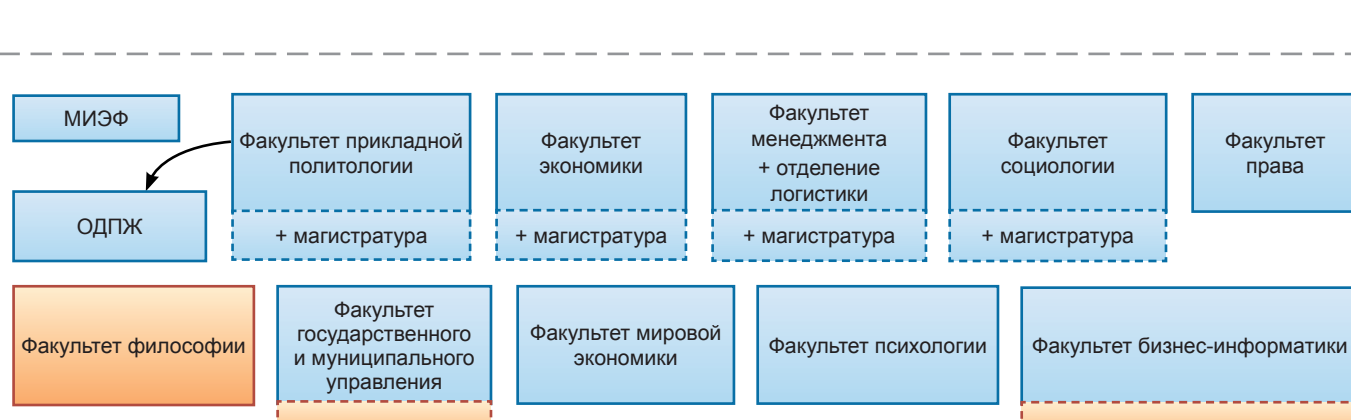 МИЭФ
ОДПЖ
Факультет прикладной
политологии
+ магистратура
Факультет
экономики
+ магистратура
Факультет
менеджмента
+ отделение
логистики
+ магистратура
Факультет
социологии
+ магистратура
Факультет
права
Факультет философии
Факультет
государственного
и муниципального
управления
Факультет мировой
экономики
Факультет психологии
Факультет бизнес-информатики